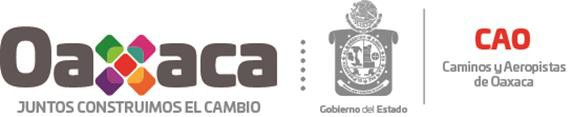 Oaxaca
JUNTOS CONSTRUIMOS EL CAMBIO
Gobierno del Estado
CAO
Caminos y Aeropistas
de Oaxaca